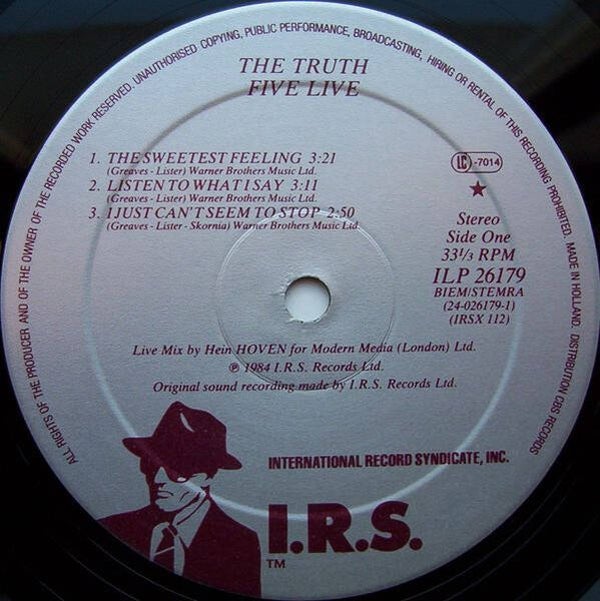 ALL RIGHTS OF THE PRODUCER AND OF THE OWNER OF THE RECORDED WORK RESERVED. UNAUTHORISED COPYING, PUBLIC PERFORMANCE, BROADCASTING, HIRING OR RENTAL OF THIS RECORDING PROHIBITED. MADE IN HOLLAND. DISTRIBUTION CBS RECORDS
THE TRUTH
FIVE LIVE
1. THE SWEETEST FEELING 3:21
(Greaves - Lister) Warner Brothers Music Ltd.
2. LISTEN TO WHAT I SAY 3:11
(Greaves - Lister) Warner Brothers Music Ltd.
3. I JUST CAN'T SEEM TO STOP 2:50
(Greaves - Lister - Skornia) Warner Brothers Music Ltd.
LC -7014
★
Stereo
Side One
33⅓ RPM
ILP 26179
BIEM/STEMRA
(24-026179-1)
(IRSX 112)
Live Mix by Hein HOVEN for Modern Media (London) Ltd.
℗ 1984 I.R.S. Records Ltd.
Original sound recording made by I.R.S. Records Ltd.
INTERNATIONAL RECORD SYNDICATE, INC.
I.R.S.
TM